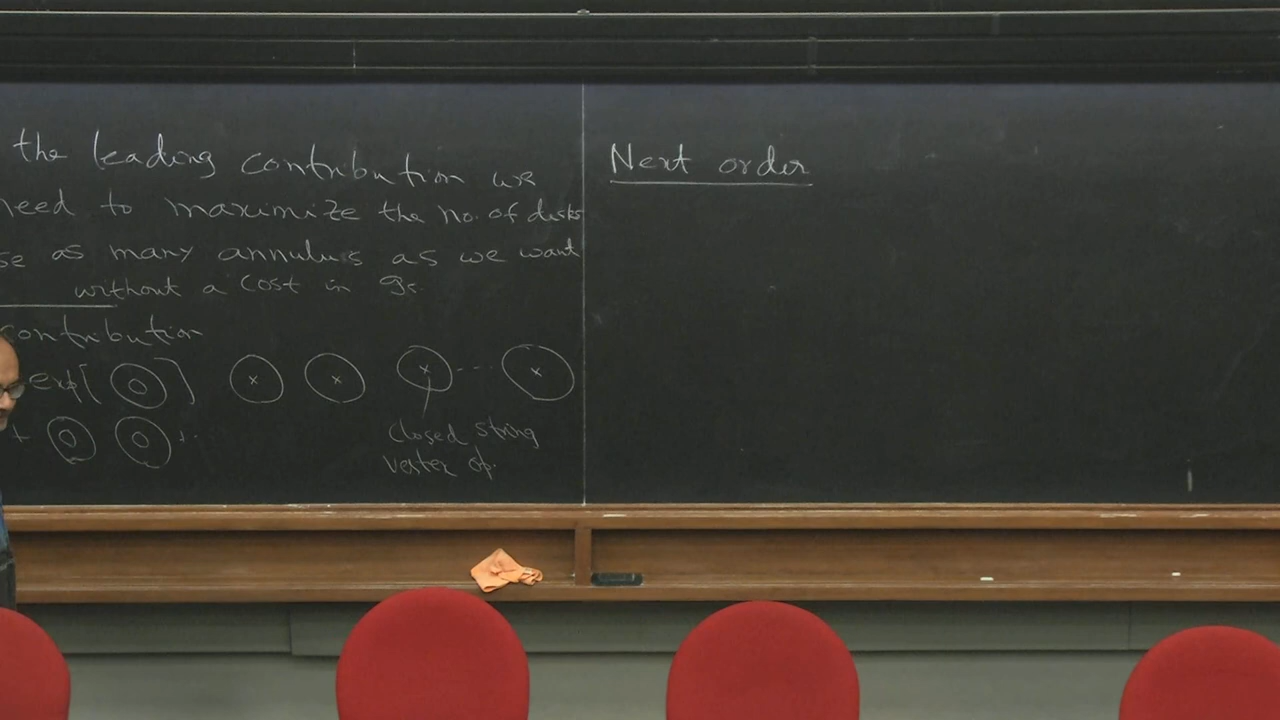 the leading contribution we
need to maximize the no. of disks
se as many annulus as we want
without a cost in gs
contribution
exp[ ]
+ +..
closed string
vertex op.
Next order